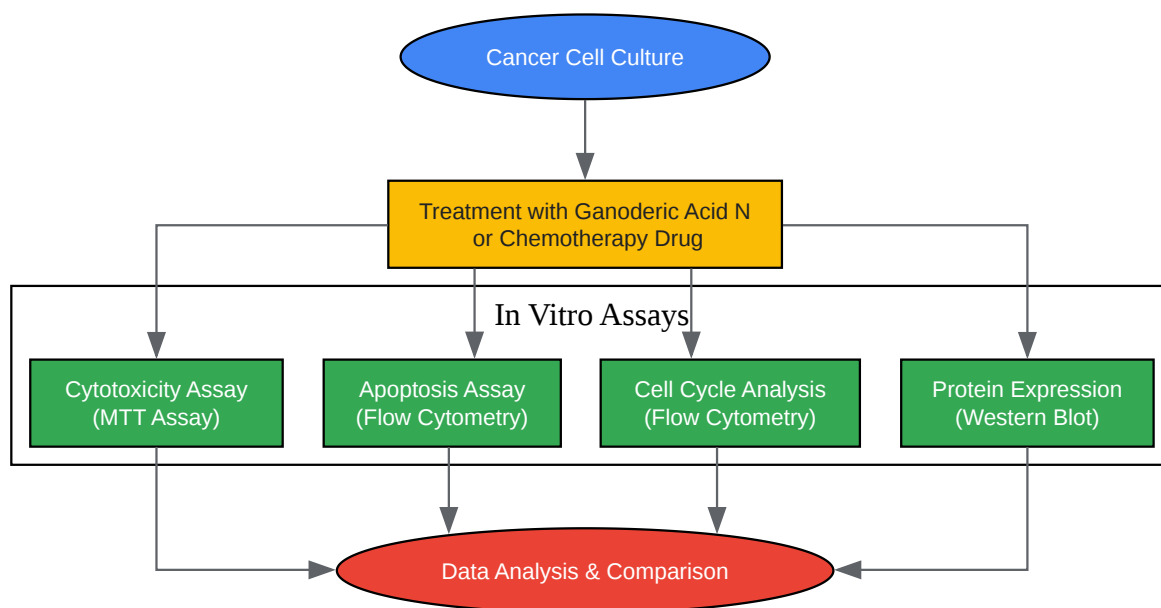 Cancer Cell Culture
Treatment with Ganoderic Acid N
or Chemotherapy Drug
In Vitro Assays
Cytotoxicity Assay
(MTT Assay)
Apoptosis Assay
(Flow Cytometry)
Cell Cycle Analysis
(Flow Cytometry)
Protein Expression
(Western Blot)
Data Analysis & Comparison